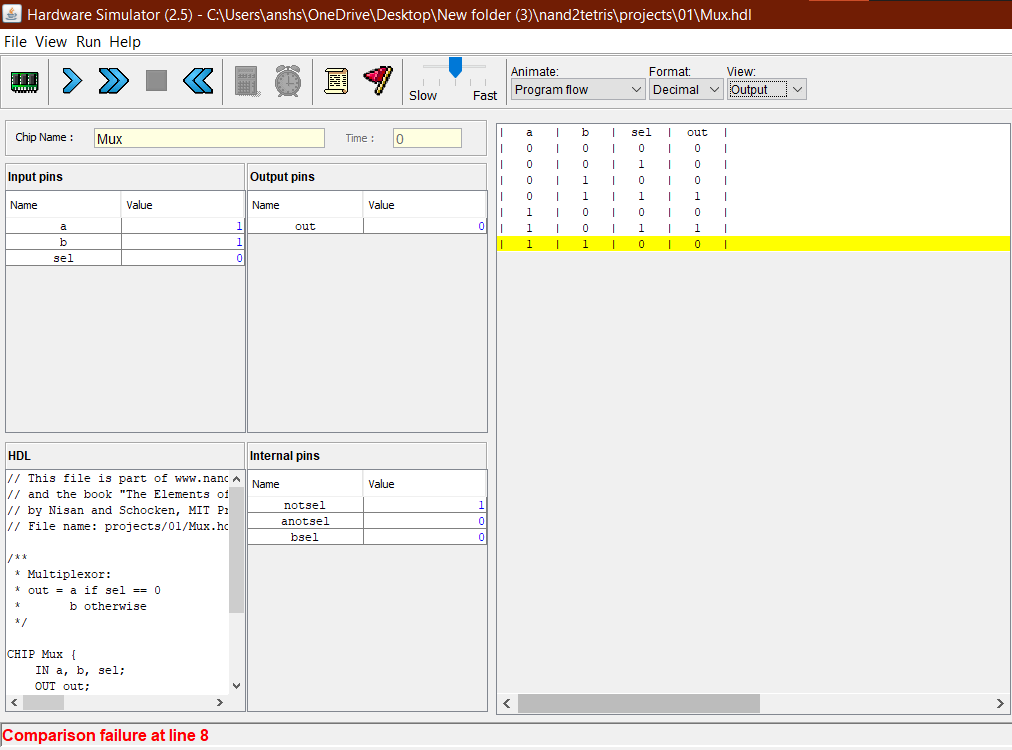 Hardware Simulator (2.5) - C:\Users\anshs\OneDrive\Desktop\New folder (3)\nand2tetris\projects\01\Mux.hdl
File View Run Help
Slow Fast
Animate: Format: View:
Program flow Decimal Output
Chip Name : Mux Time : 0
Input pins
Name Value
a 1
b 1
sel 0
Output pins
Name Value
out 0
| a | b | sel | out |
| 0 | 0 | 0 | 0 |
| 0 | 0 | 1 | 0 |
| 0 | 1 | 0 | 0 |
| 0 | 1 | 1 | 1 |
| 1 | 0 | 0 | 0 |
| 1 | 0 | 1 | 1 |
| 1 | 1 | 0 | 0 |
HDL
// This file is part of www.nand
// and the book "The Elements of
// by Nisan and Schocken, MIT Pr
// File name: projects/01/Mux.hd
/**
* Multiplexor:
* out = a if sel == 0
* b otherwise
*/
CHIP Mux {
IN a, b, sel;
OUT out;
Internal pins
Name Value
notsel 1
anotsel 0
bsel 0
Comparison failure at line 8